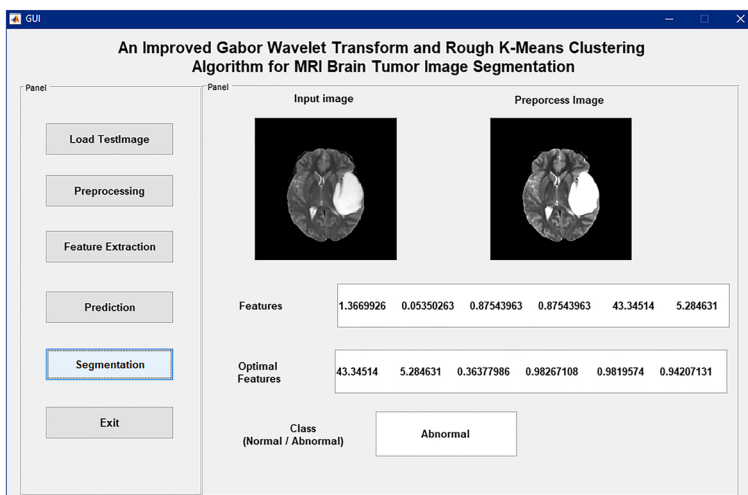 GUI
An Improved Gabor Wavelet Transform and Rough K-Means Clustering
Algorithm for MRI Brain Tumor Image Segmentation
Panel
Load TestImage
Preprocessing
Feature Extraction
Prediction
Segmentation
Exit
Panel
Input image
Preporcess Image
Features
1.3669926 0.05350263 0.87543963 0.87543963 43.34514 5.284631
Optimal
Features
43.34514 5.284631 0.36377986 0.98267108 0.9819574 0.94207131
Class
(Normal / Abnormal)
Abnormal